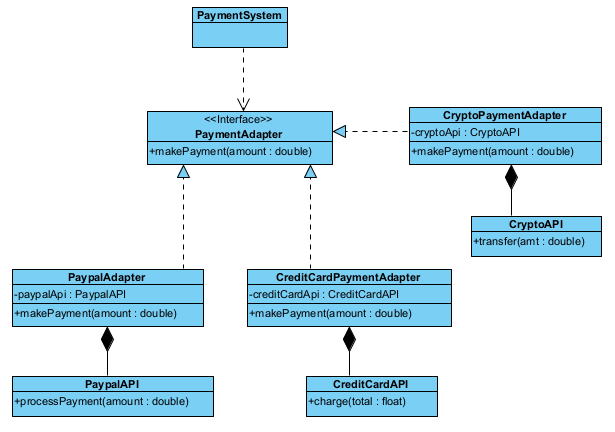 PaymentSystem
<<Interface>>
PaymentAdapter
+makePayment(amount : double)
CryptoPaymentAdapter
-cryptoApi : CryptoAPI
+makePayment(amount : double)
CryptoAPI
+transfer(amt : double)
PaypalAdapter
-paypalApi : PaypalAPI
+makePayment(amount : double)
CreditCardPaymentAdapter
-creditCardApi : CreditCardAPI
+makePayment(amount : double)
PaypalAPI
+processPayment(amount : double)
CreditCardAPI
+charge(total : float)